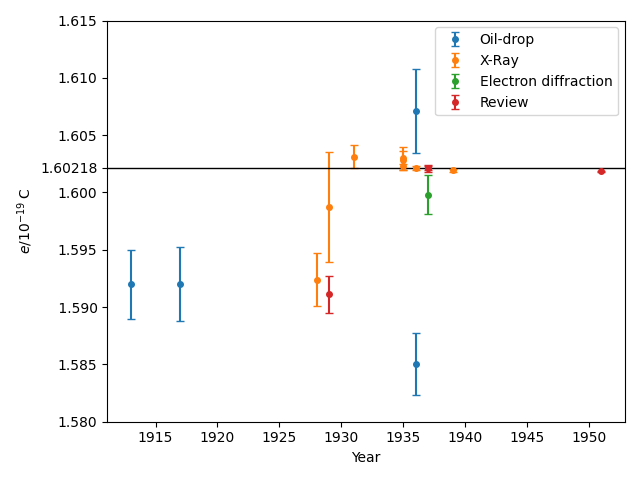 1.615
1.610
1.605
1.60218
1.600
1.595
1.590
1.585
1.580
e/10⁻¹⁹ C
Oil-drop
X-Ray
Electron diffraction
Review
1915 1920 1925 1930 1935 1940 1945 1950
Year